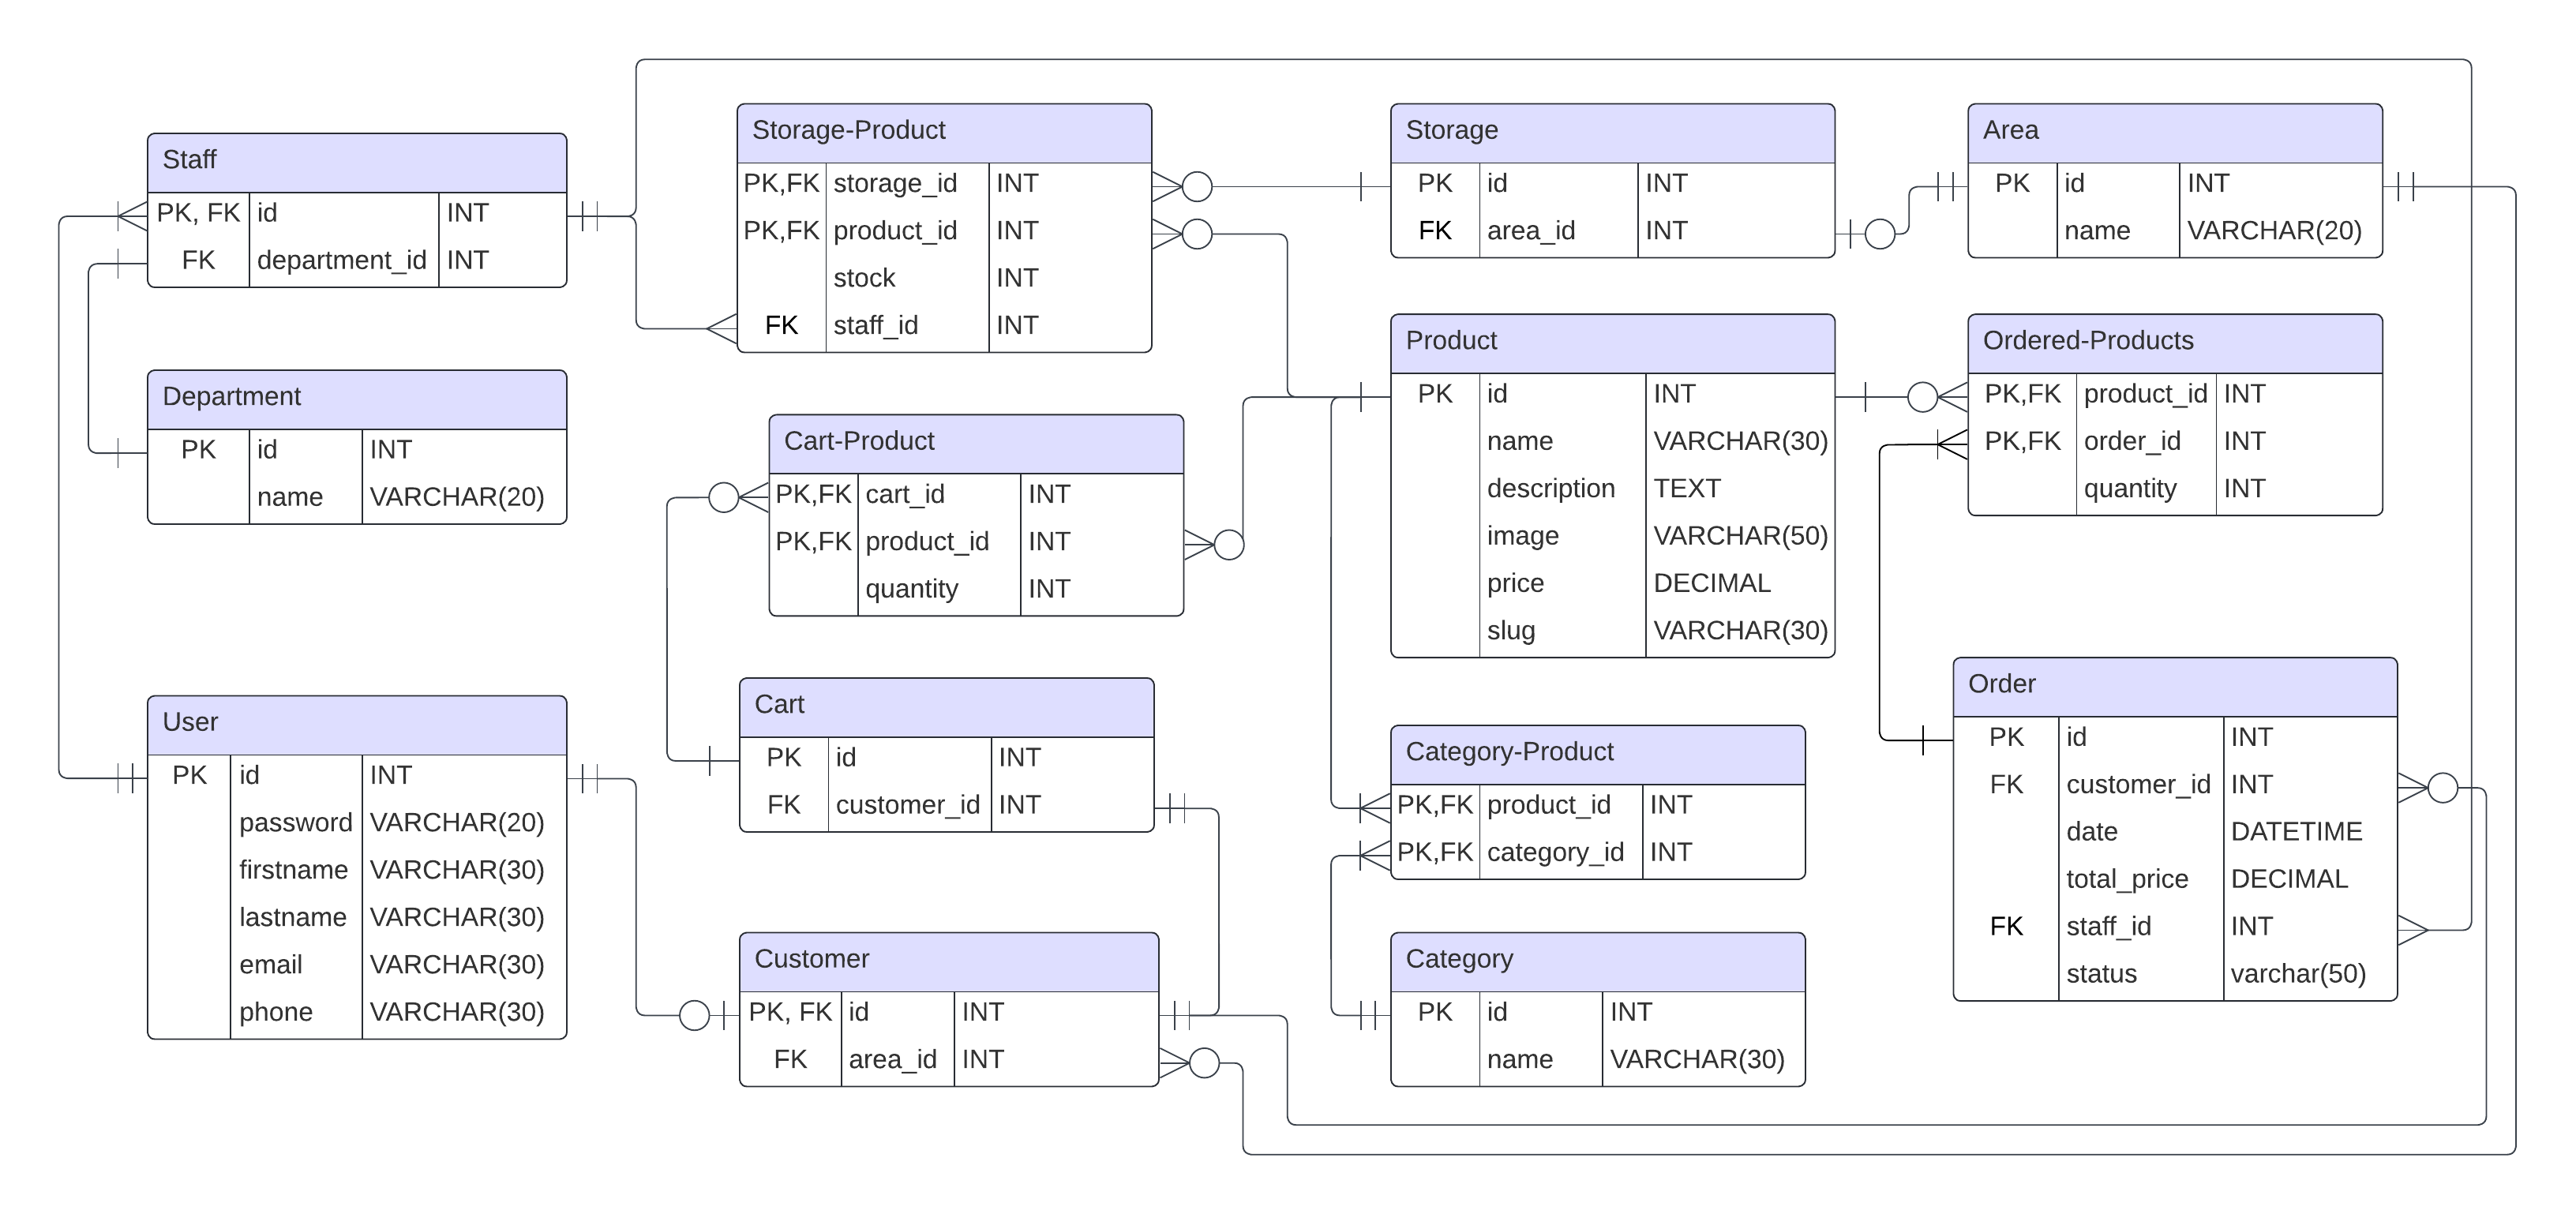 Staff
PK, FK id INT
FK department_id INT
Department
PK id INT
name VARCHAR(20)
User
PK id INT
password VARCHAR(20)
firstname VARCHAR(30)
lastname VARCHAR(30)
email VARCHAR(30)
phone VARCHAR(30)
Storage-Product
PK,FK storage_id INT
PK,FK product_id INT
stock INT
FK staff_id INT
Cart-Product
PK,FK cart_id INT
PK,FK product_id INT
quantity INT
Cart
PK id INT
FK customer_id INT
Customer
PK, FK id INT
FK area_id INT
Storage
PK id INT
FK area_id INT
Product
PK id INT
name VARCHAR(30)
description TEXT
image VARCHAR(50)
price DECIMAL
slug VARCHAR(30)
Category-Product
PK,FK product_id INT
PK,FK category_id INT
Category
PK id INT
name VARCHAR(30)
Area
PK id INT
name VARCHAR(20)
Ordered-Products
PK,FK product_id INT
PK,FK order_id INT
quantity INT
Order
PK id INT
FK customer_id INT
date DATETIME
total_price DECIMAL
FK staff_id INT
status varchar(50)